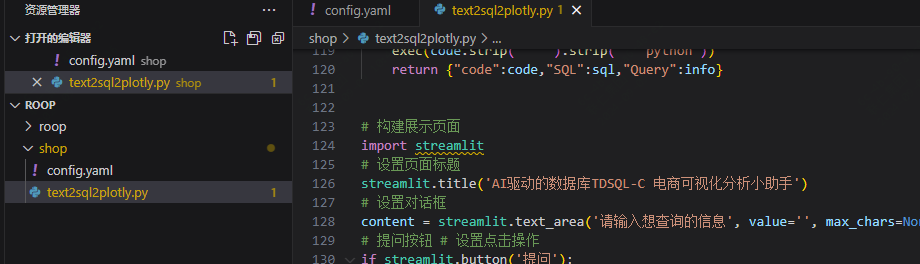 资源管理器
打开的编辑器
! config.yaml shop
× text2sql2plotly.py 1
ROOP
roop
shop
! config.yaml
text2sql2plotly.py 1
! config.yaml
text2sql2plotly.py 1 ×
shop > text2sql2plotly.py > ...
119 exec(code.strip( ).strip( python ))
120 return {"code":code,"SQL":sql,"Query":info}
121
122
123 # 构建展示页面
124 import streamlit
125 # 设置页面标题
126 streamlit.title('AI驱动的数据库TDSQL-C 电商可视化分析小助手')
127 # 设置对话框
128 content = streamlit.text_area('请输入想查询的信息', value='', max_chars=Non
129 # 提问按钮 # 设置点击操作
130 if streamlit.button('提问'):